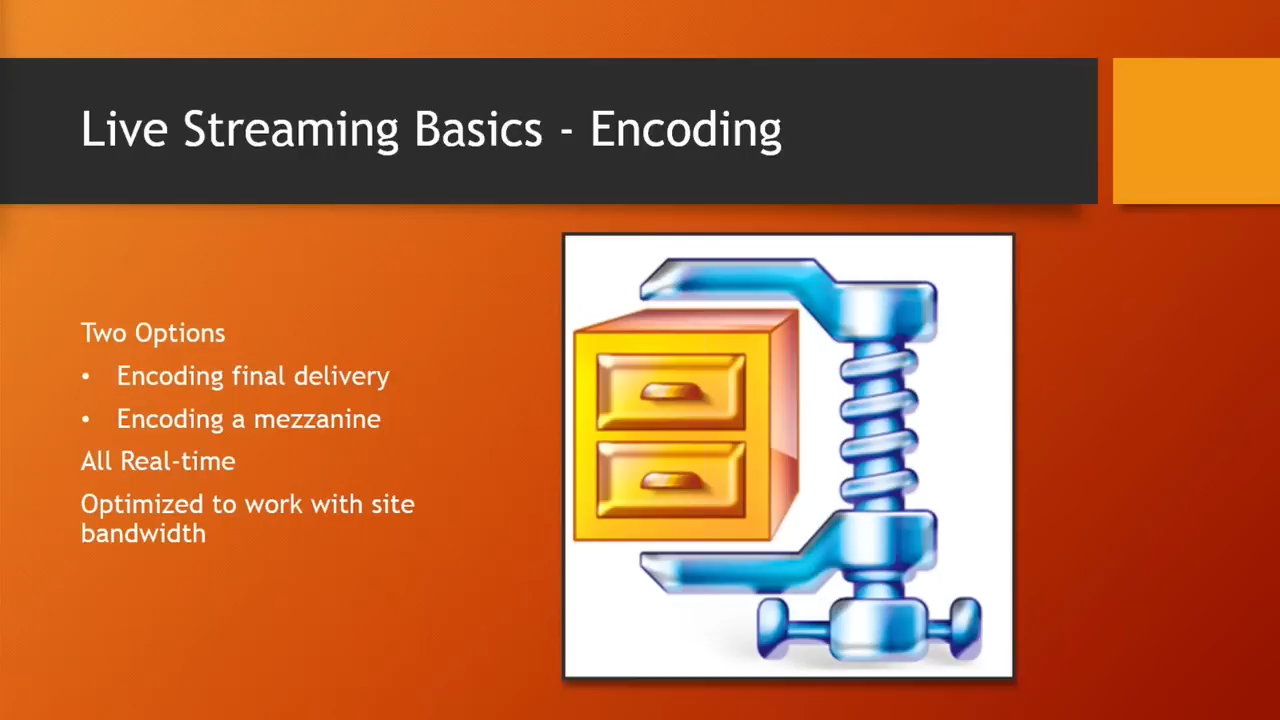 Live Streaming Basics - Encoding
Two Options
• Encoding final delivery
• Encoding a mezzanine
All Real-time
Optimized to work with site
bandwidth